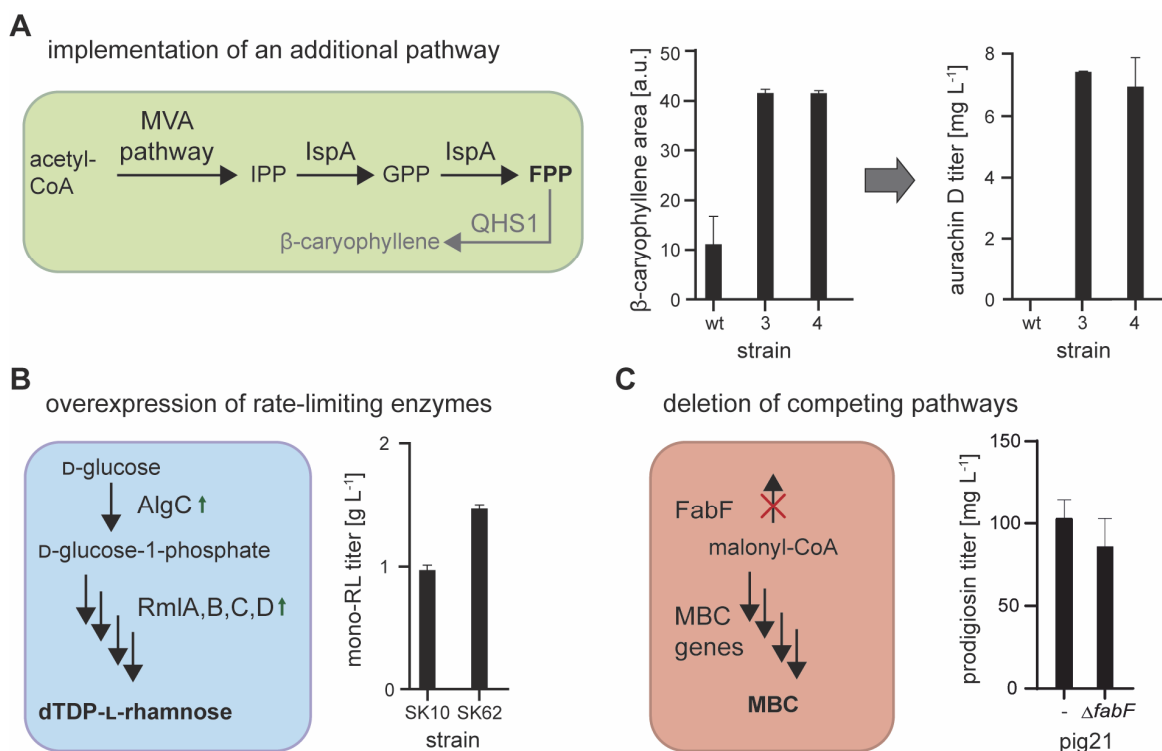 A
implementation of an additional pathway
acetyl-
CoA
MVA
pathway
IPP
IspA
GPP
IspA
FPP
QHS1
β-caryophyllene
β-caryophyllene area [a.u.]
50
40
30
20
10
0
wt
3
4
strain
aurachin D titer [mg L⁻¹]
8
6
4
2
0
wt
3
4
strain
B
overexpression of rate-limiting enzymes
D-glucose
AlgC
D-glucose-1-phosphate
RmlA,B,C,D
dTDP-L-rhamnose
mono-RL titer [g L⁻¹]
2
1
0
SK10 SK62
strain
C
deletion of competing pathways
FabF
malonyl-CoA
MBC
genes
MBC
prodigiosin titer [mg L⁻¹]
150
100
50
0
- ΔfabF
pig21